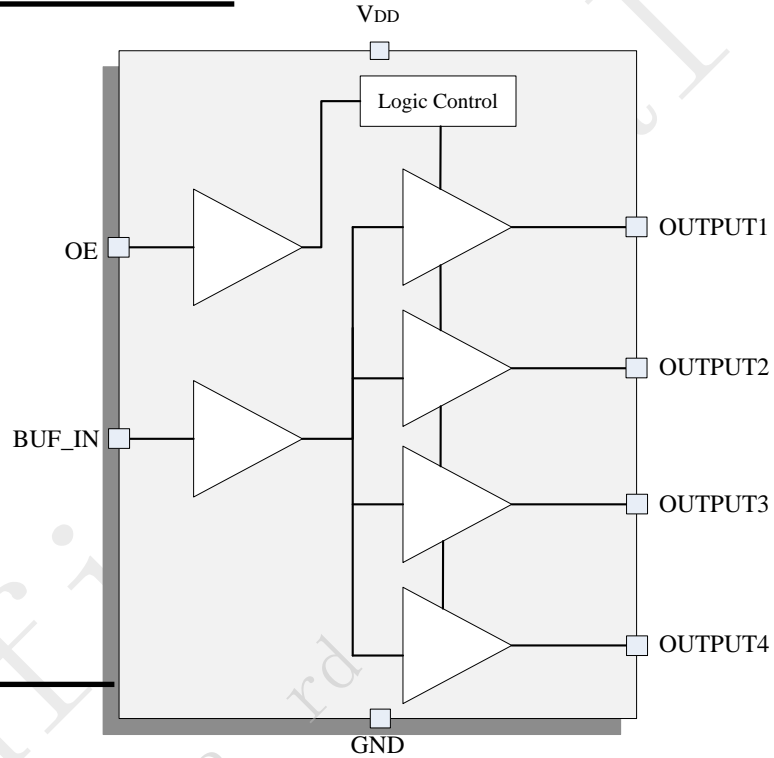 VDD
Logic Control
OE
OUTPUT1
OUTPUT2
BUF_IN
OUTPUT3
OUTPUT4
GND